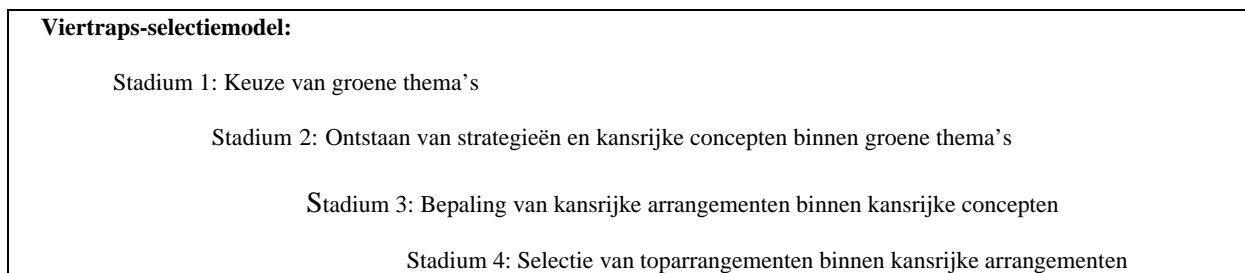 Viertraps-selectiemodel:
Stadium 1: Keuze van groene thema's
Stadium 2: Ontstaan van strategieën en kansrijke concepten binnen groene thema's
Stadium 3: Bepaling van kansrijke arrangementen binnen kansrijke concepten
Stadium 4: Selectie van toparrangementen binnen kansrijke arrangementen